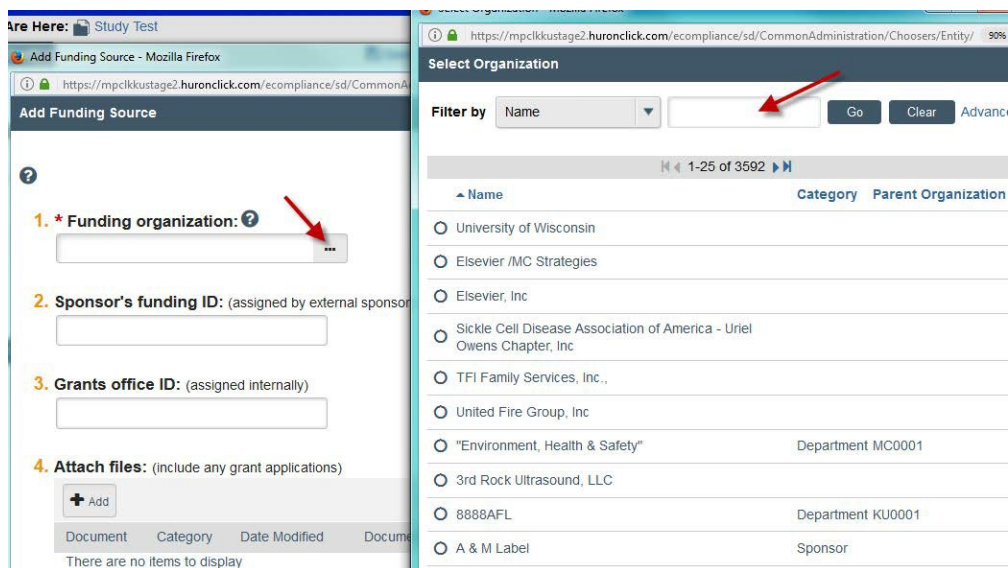 Are Here: Study Test
Add Funding Source - Mozilla Firefox
https://mpclkkustage2.huronclick.com/ecompliance/sd/CommonA
Add Funding Source
?
1. * Funding organization: ?
...
2. Sponsor's funding ID: (assigned by external sponsor
3. Grants office ID: (assigned internally)
4. Attach files: (include any grant applications)
+ Add
Document Category Date Modified Docume
There are no items to display
https://mpclkkustage2.huronclick.com/ecompliance/sd/CommonAdministration/Choosers/Entity/ 90%
Select Organization
Filter by Name Go Clear Advance
1-25 of 3592
Name Category Parent Organization
University of Wisconsin
Elsevier /MC Strategies
Elsevier, Inc
Sickle Cell Disease Association of America - Uriel
Owens Chapter, Inc
TFI Family Services, Inc.,
United Fire Group, Inc
"Environment, Health & Safety" Department MC0001
3rd Rock Ultrasound, LLC
8888AFL Department KU0001
A & M Label Sponsor